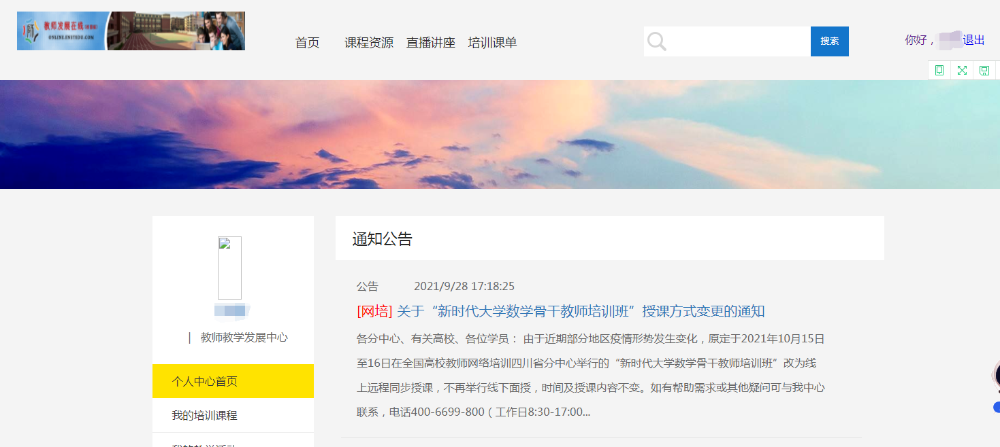 教师发展在线
ONLINE.ENETEDU.COM
首页 课程资源 直播讲座 培训课单
搜索
你好， 退出
通知公告
公告 2021/9/28 17:18:25
[网培] 关于“新时代大学数学骨干教师培训班”授课方式变更的通知
各分中心、有关高校、各位学员： 由于近期部分地区疫情形势发生变化，原定于2021年10月15日
至16日在全国高校教师网络培训四川省分中心举行的“新时代大学数学骨干教师培训班”改为线
上远程同步授课，不再举行线下面授，时间及授课内容不变。如有帮助需求或其他疑问可与我中心
联系，电话400-6699-800（工作日8:30-17:00...
| 教师教学发展中心
个人中心首页
我的培训课程